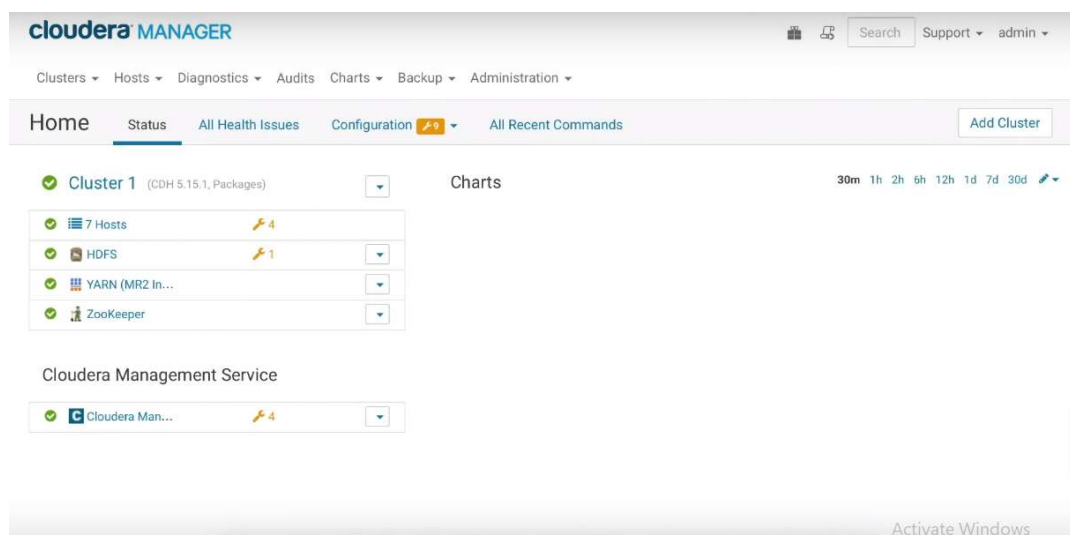 cloudera MANAGER
Search Support admin
Clusters Hosts Diagnostics Audits Charts Backup Administration
Home Status All Health Issues Configuration 9 All Recent Commands Add Cluster
Cluster 1 (CDH 5.15.1, Packages)
7 Hosts 4
HDFS 1
YARN (MR2 In...
ZooKeeper
Cloudera Management Service
C Cloudera Man... 4
Charts 30m 1h 2h 6h 12h 1d 7d 30d
Activate Windows